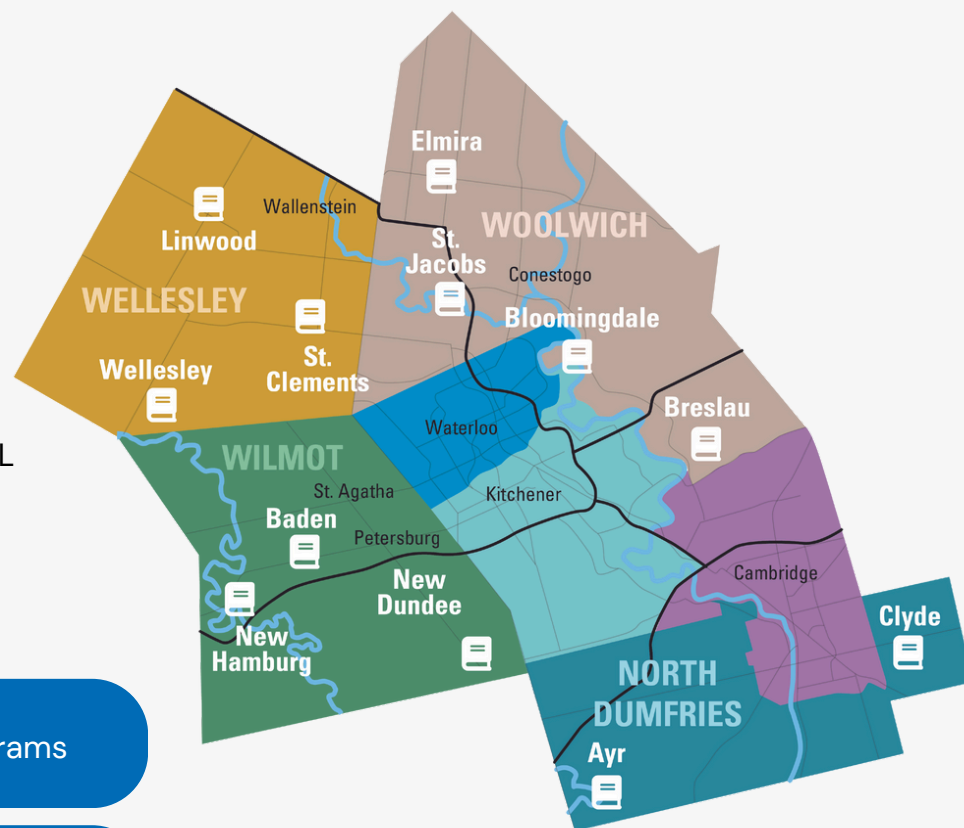 Elmira
WOOLWICH
Wallenstein
Linwood
St.
Jacobs
Conestogo
WELLESLEY
Bloomingdale
St.
Clements
Wellesley
Breslau
Waterloo
L
WILMOT
St. Agatha
Kitchener
Baden
Petersburg
Cambridge
New
Dundee
Clyde
New
Hamburg
NORTH
DUMFRIES
rams
Ayr